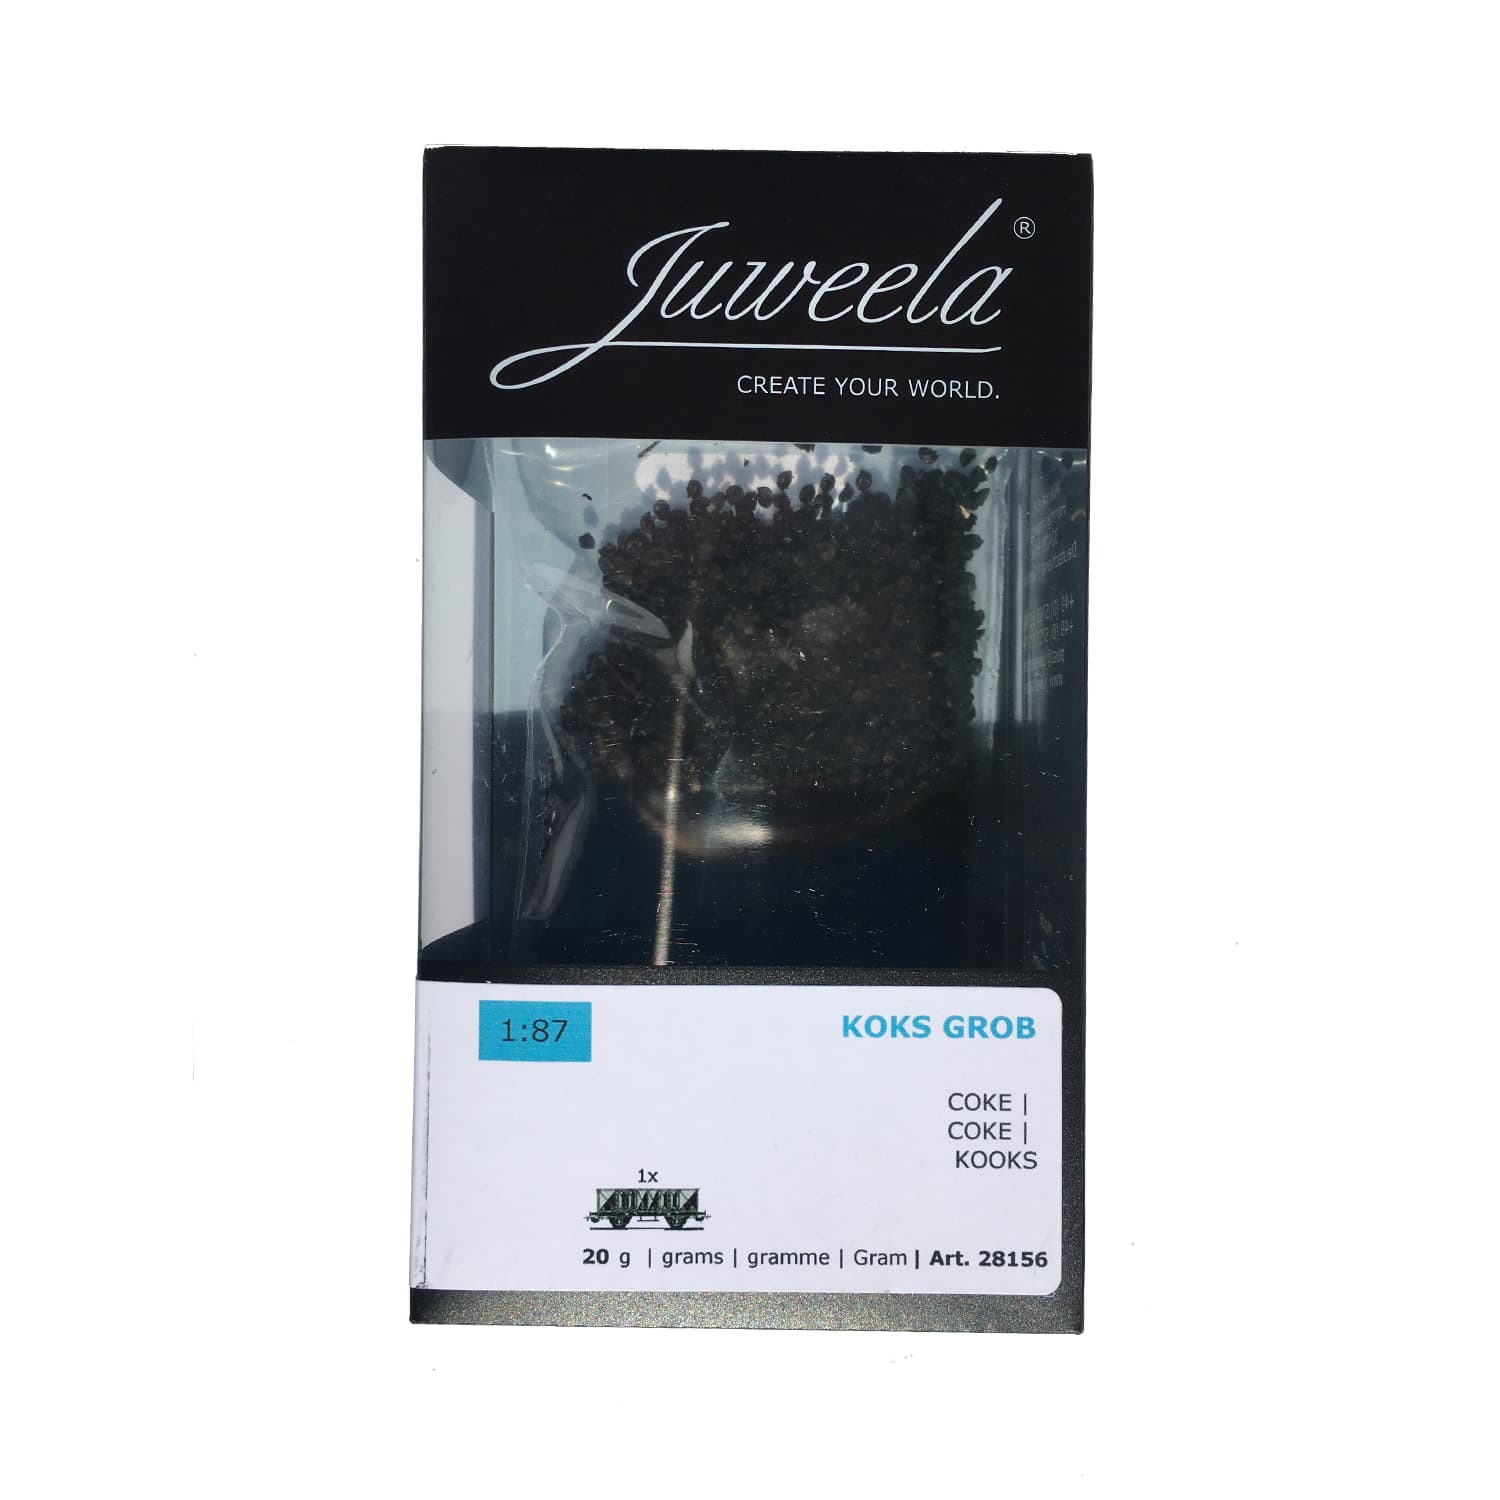 Juweela®
CREATE YOUR WORLD.
1:87
KOKS GROB
COKE |
COKE |
KOOKS
1x
20 g | grams | gramme | Gram | Art. 28156